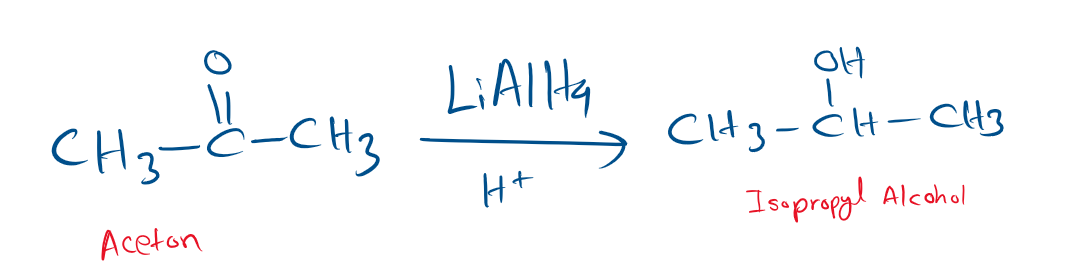 O
||
CH3-C-CH3
Aceton
LiAlH4
H+
OH
|
CH3-CH-CH3
Isopropyl Alcohol